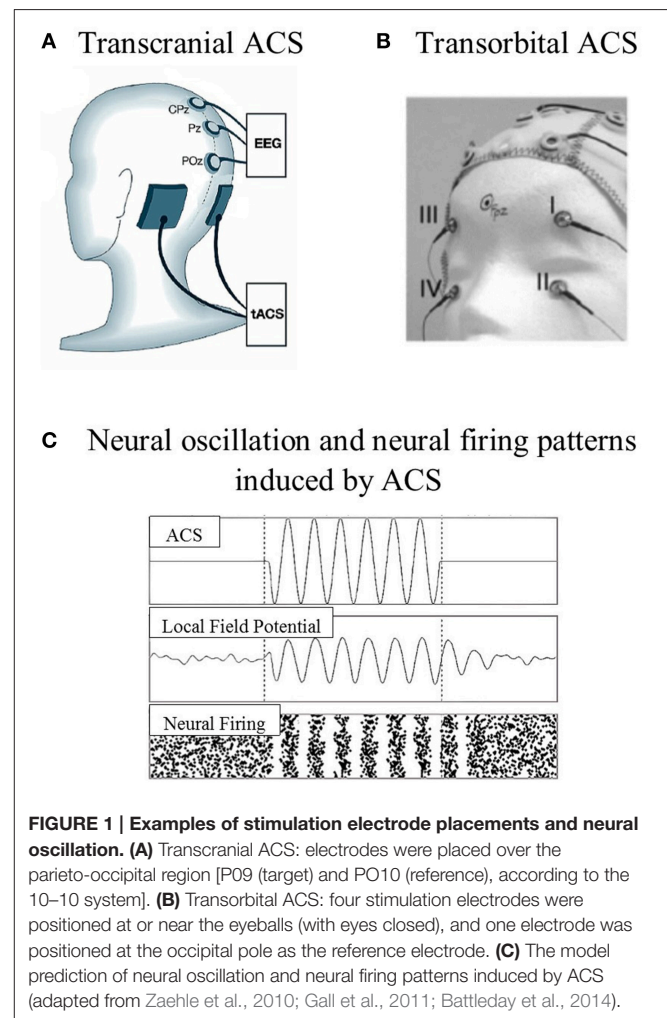 A Transcranial ACS
B Transorbital ACS
CPz
Pz
POz
EEG
tACS
Fpz
III
I
IV
II
C Neural oscillation and neural firing patterns
induced by ACS
ACS
Local Field Potential
Neural Firing
FIGURE 1 | Examples of stimulation electrode placements and neural
oscillation. (A) Transcranial ACS: electrodes were placed over the
parieto-occipital region [P09 (target) and PO10 (reference), according to the
10–10 system]. (B) Transorbital ACS: four stimulation electrodes were
positioned at or near the eyeballs (with eyes closed), and one electrode was
positioned at the occipital pole as the reference electrode. (C) The model
prediction of neural oscillation and neural firing patterns induced by ACS
(adapted from Zaehle et al., 2010; Gall et al., 2011; Battleday et al., 2014).